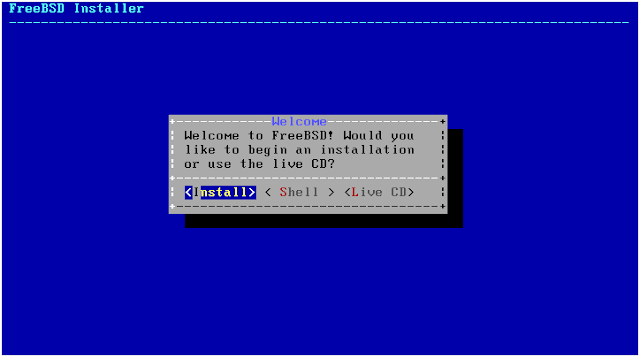 FreeBSD Installer
Welcome
Welcome to FreeBSD! Would you
like to begin an installation
or use the live CD?
<Install> < Shell > <Live CD>